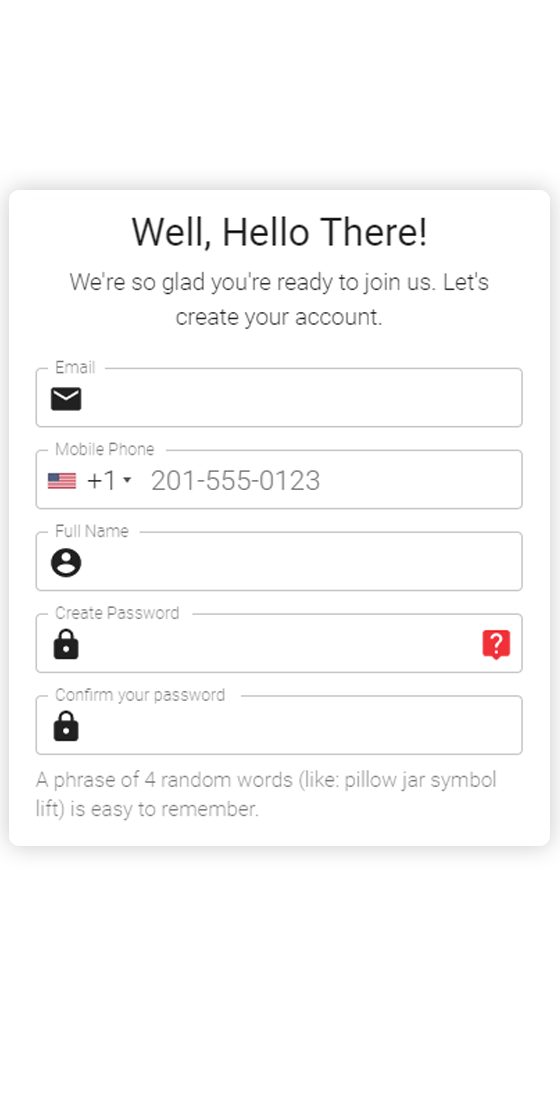 Well, Hello There!
We're so glad you're ready to join us. Let's
create your account.
Email
Mobile Phone
+1 201-555-0123
Full Name
Create Password
?
Confirm your password
A phrase of 4 random words (like: pillow jar symbol
lift) is easy to remember.